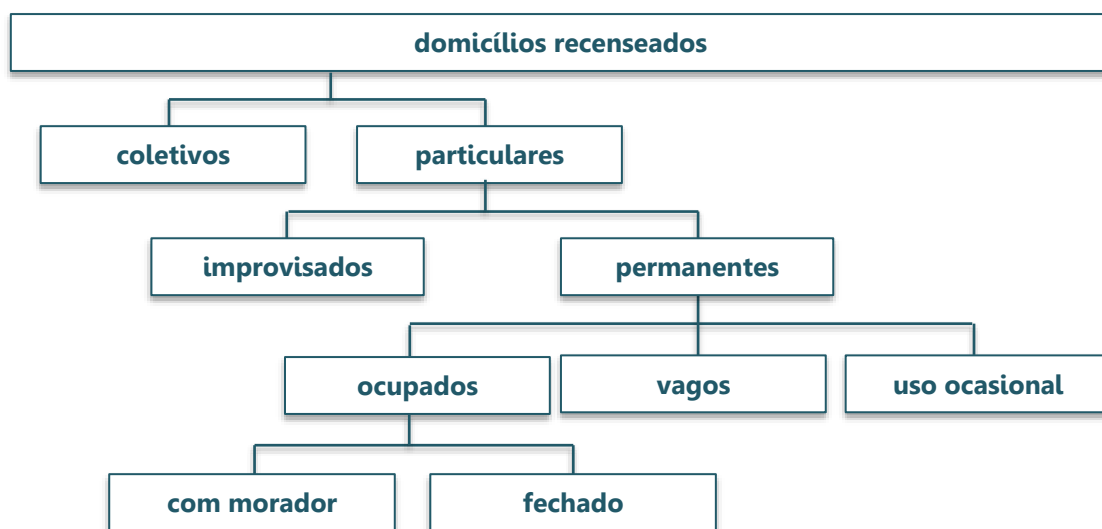 domicílios recenseados
coletivos
particulares
improvisados
permanentes
ocupados
vagos
uso ocasional
com morador
fechado